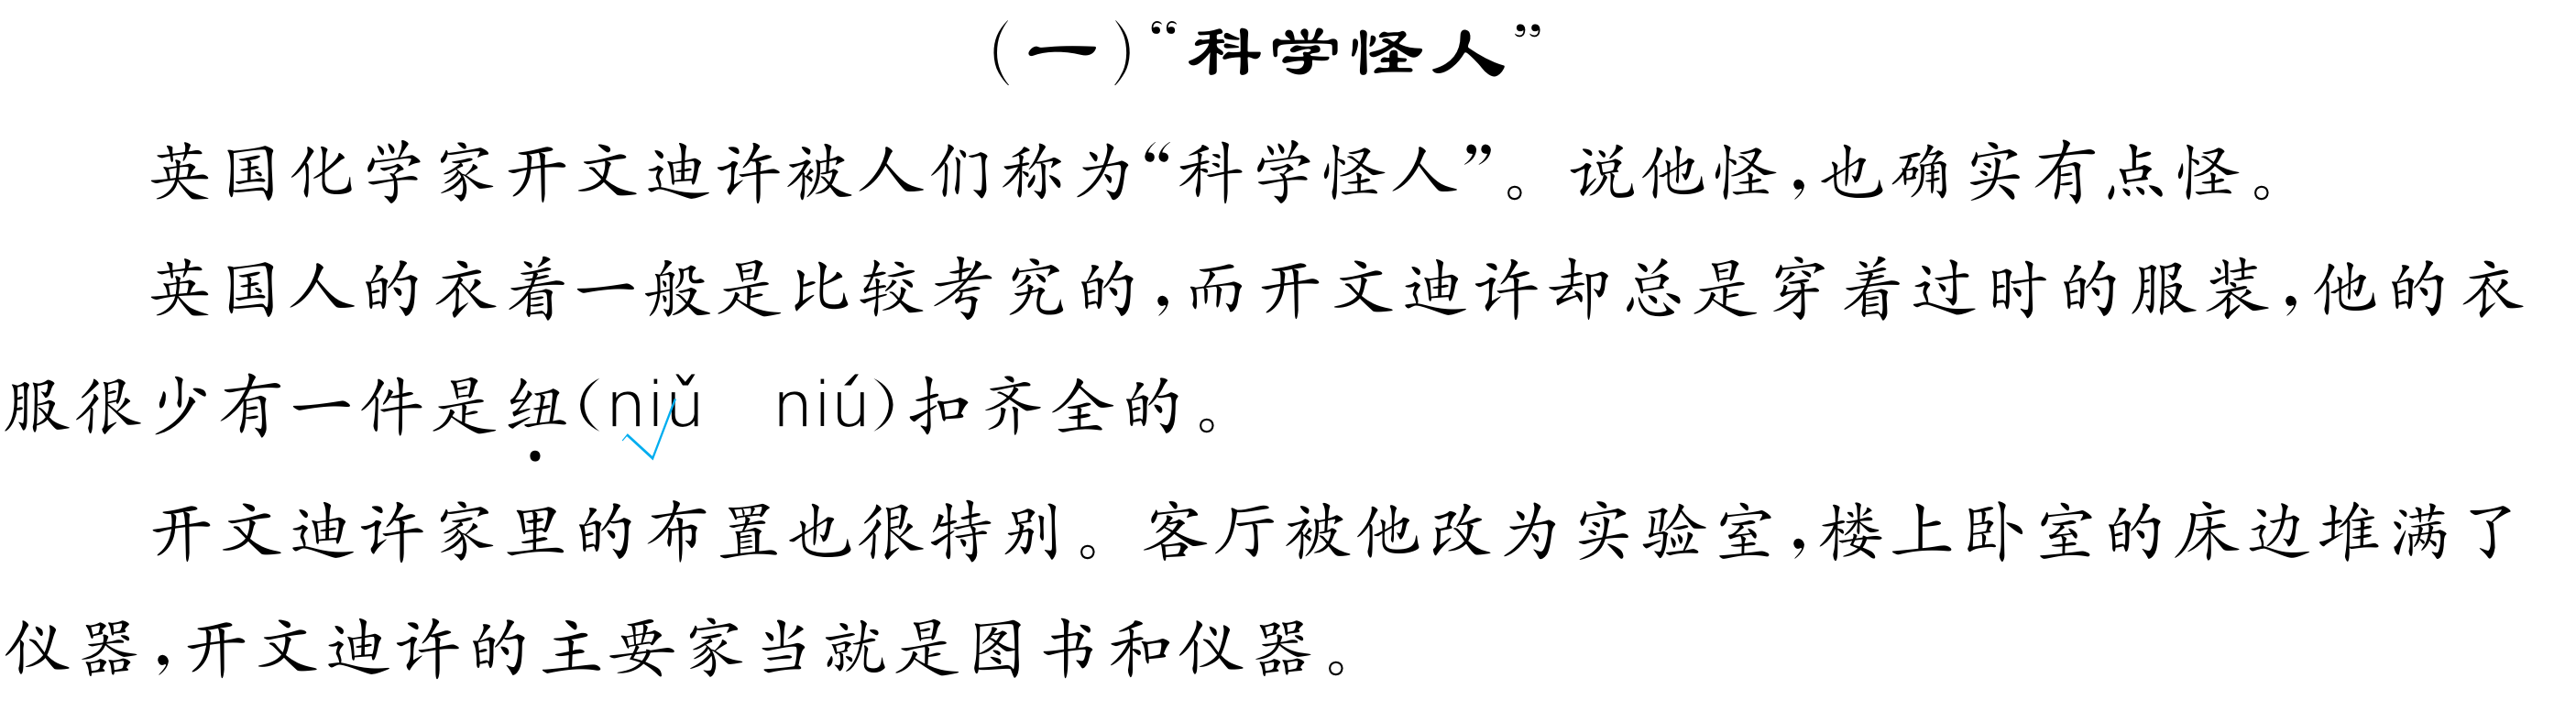 (一)“科学怪人”
英国化学家开文迪许被人们称为“科学怪人”。说他怪,也确实有点怪。
英国人的衣着一般是比较考究的,而开文迪许却总是穿着过时的服装,他的衣
服很少有一件是纽(niǔ niú)扣齐全的。
开文迪许家里的布置也很特别。客厅被他改为实验室,楼上卧室的床边堆满了
仪器,开文迪许的主要家当就是图书和仪器。